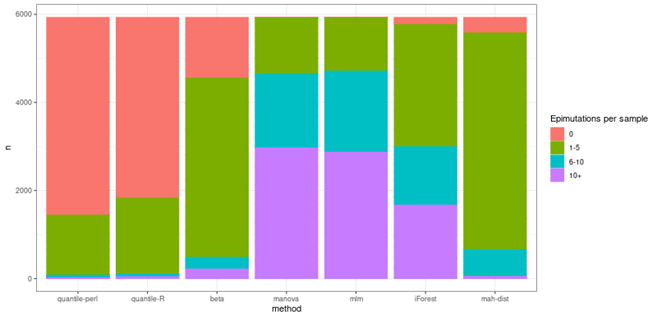 6000
4000
2000
0
n
quantile-perl
quantile-R
beta
manova
mlm
iForest
mah-dist
method
Epimutations per sample
0
1-5
6-10
10+